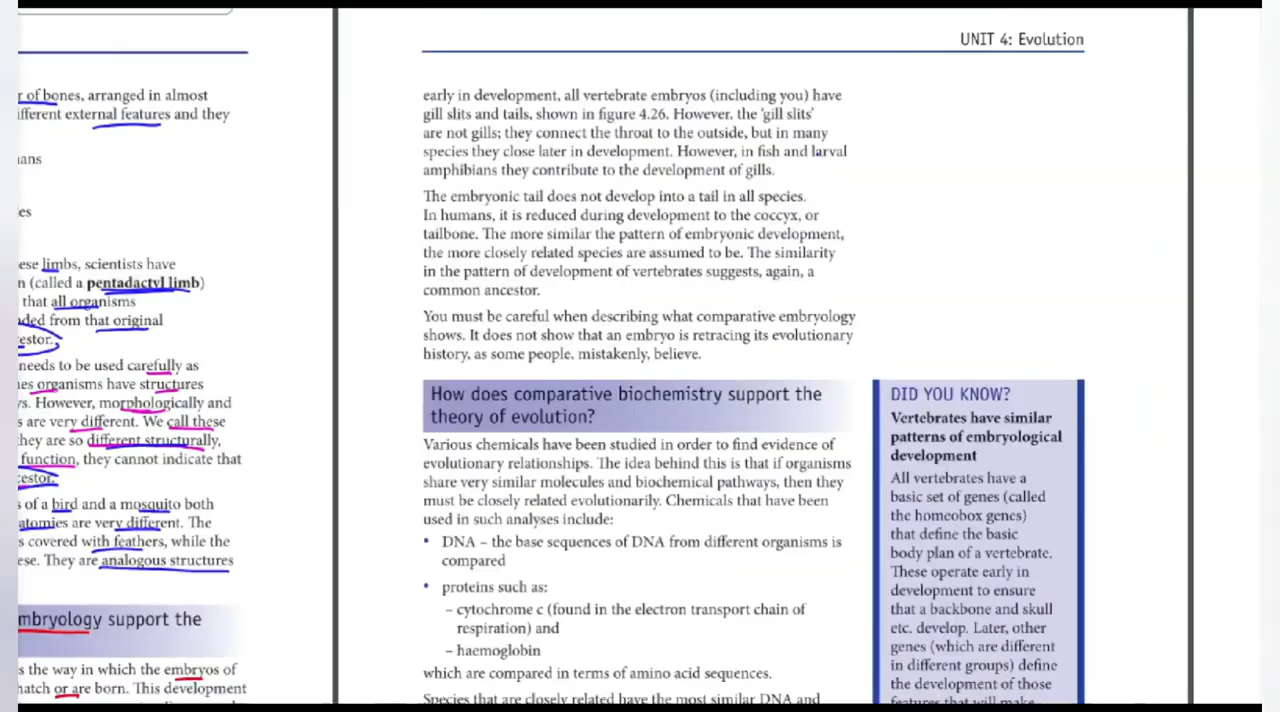 r of bones, arranged in almost
ifferent external features and they
ans
es
ese limbs, scientists have
n (called a pentadactyl limb)
that all organisms
ded from that original
estor.
needs to be used carefully as
es organisms have structures
s. However, morphologically and
s are very different. We call these
hey are so different structurally,
function, they cannot indicate that
cestor.
s of a bird and a mosquito both
atomies are very different. The
s covered with feathers, while the
ese. They are analogous structures
mbryology support the
s the way in which the embryos of
hatch or are born. This development
UNIT 4: Evolution
early in development, all vertebrate embryos (including you) have
gill slits and tails, shown in figure 4.26. However, the 'gill slits'
are not gills; they connect the throat to the outside, but in many
species they close later in development. However, in fish and larval
amphibians they contribute to the development of gills.
The embryonic tail does not develop into a tail in all species.
In humans, it is reduced during development to the coccyx, or
tailbone. The more similar the pattern of embryonic development,
the more closely related species are assumed to be. The similarity
in the pattern of development of vertebrates suggests, again, a
common ancestor.
You must be careful when describing what comparative embryology
shows. It does not show that an embryo is retracing its evolutionary
history, as some people, mistakenly, believe.
How does comparative biochemistry support the
theory of evolution?
Various chemicals have been studied in order to find evidence of
evolutionary relationships. The idea behind this is that if organisms
share very similar molecules and biochemical pathways, then they
must be closely related evolutionarily. Chemicals that have been
used in such analyses include:
• DNA – the base sequences of DNA from different organisms is
compared
• proteins such as:
– cytochrome c (found in the electron transport chain of
respiration) and
– haemoglobin
which are compared in terms of amino acid sequences.
Species that are closely related have the most similar DNA and
DID YOU KNOW?
Vertebrates have similar
patterns of embryological
development
All vertebrates have a
basic set of genes (called
the homeobox genes)
that define the basic
body plan of a vertebrate.
These operate early in
development to ensure
that a backbone and skull
etc. develop. Later, other
genes (which are different
in different groups) define
the development of those
features that will make